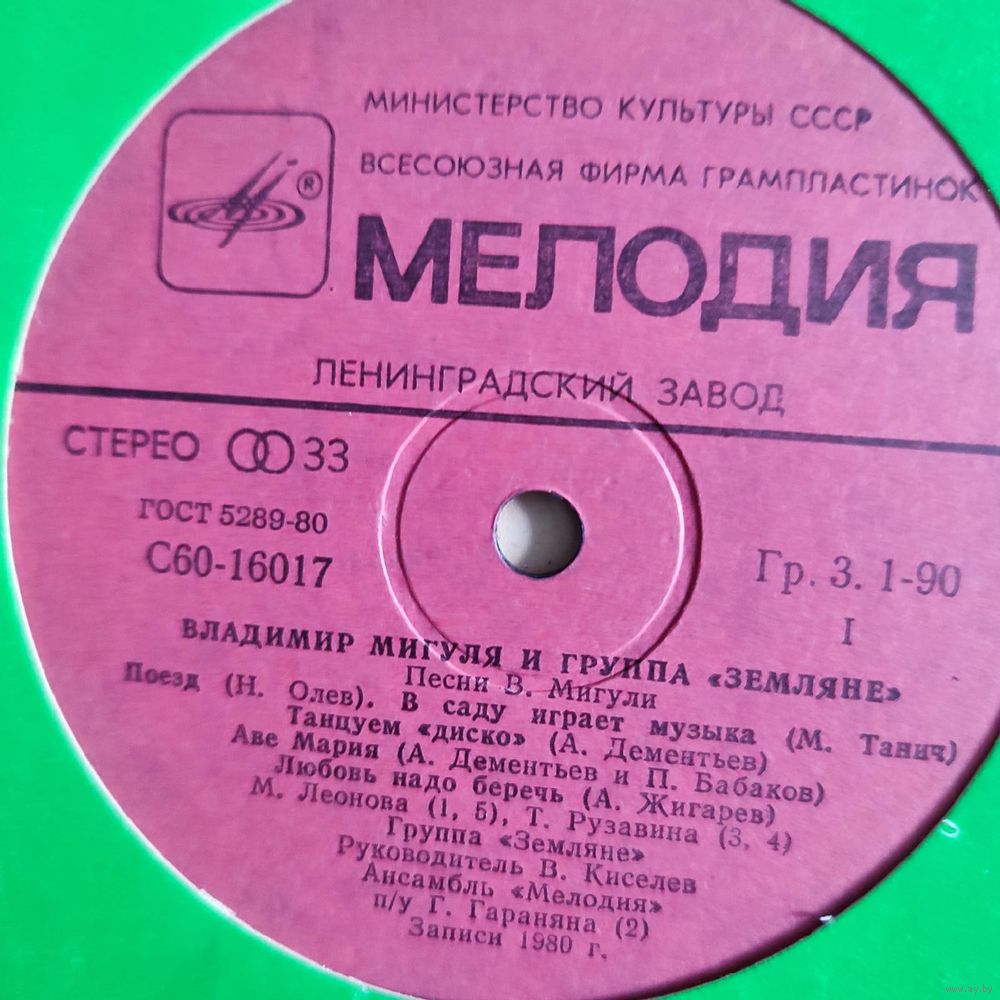 МИНИСТЕРСТВО КУЛЬТУРЫ СССР
ВСЕСОЮЗНАЯ ФИРМА ГРАМПЛАСТИНОК
®
МЕЛОДИЯ
ЛЕНИНГРАДСКИЙ ЗАВОД
СТЕРЕО 33
ГОСТ 5289-80
С60-16017
Гр. 3. 1-90
I
ВЛАДИМИР МИГУЛЯ И ГРУППА «ЗЕМЛЯНЕ»
Песни В. Мигули
Поезд (Н. Олев). В саду играет музыка (М. Танич)
Танцуем «диско» (А. Дементьев)
Аве Мария (А. Дементьев и П. Бабаков)
Любовь надо беречь (А. Жигарев)
М. Леонова (1, 5), Т. Рузавина (3, 4)
Группа «Земляне»
Руководитель В. Киселев
Ансамбль «Мелодия»
п/у Г. Гараняна (2)
Записи 1980 г.
www.ay.by